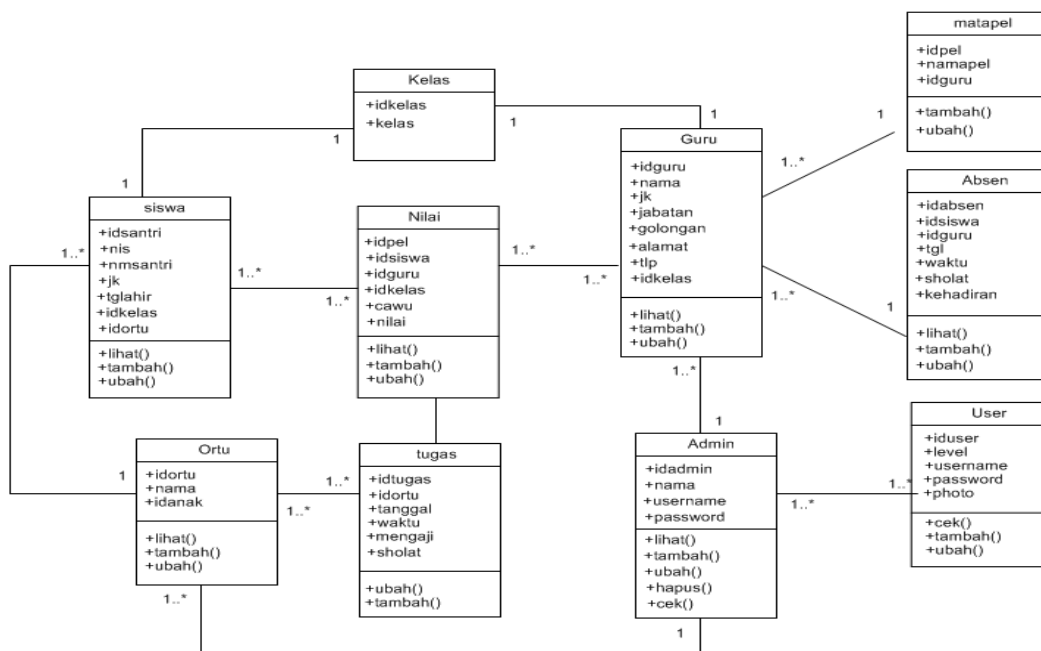 matapel
+idpel
+namapel
+idguru
+tambah()
+ubah()
Kelas
+idkelas
+kelas
1
1
1
1
1
1..*
Guru
+idguru
+nama
+jk
+jabatan
+golongan
+alamat
+tlp
+idkelas
+lihat()
+tambah()
+ubah()
Absen
+idabsen
+idsiswa
+idguru
+tgl
+waktu
+sholat
+kehadiran
+lihat()
+tambah()
+ubah()
siswa
+idsantri
+nis
+nmsantri
+jk
+tglahir
+idkelas
+idortu
+lihat()
+tambah()
+ubah()
1..*
1..*
1..*
Nilai
+idpel
+idsiswa
+idguru
+idkelas
+cawu
+nilai
+lihat()
+tambah()
+ubah()
1..*
1..*
1..*
1
1..*
1
Ortu
+idortu
+nama
+idanak
+lihat()
+tambah()
+ubah()
1
1..*
1..*
1..*
tugas
+idtugas
+idortu
+tanggal
+waktu
+mengaji
+sholat
+ubah()
+tambah()
Admin
+idadmin
+nama
+username
+password
+lihat()
+tambah()
+ubah()
+hapus()
+cek()
1
1..*
1..*
User
+iduser
+level
+username
+password
+photo
+cek()
+tambah()
+ubah()